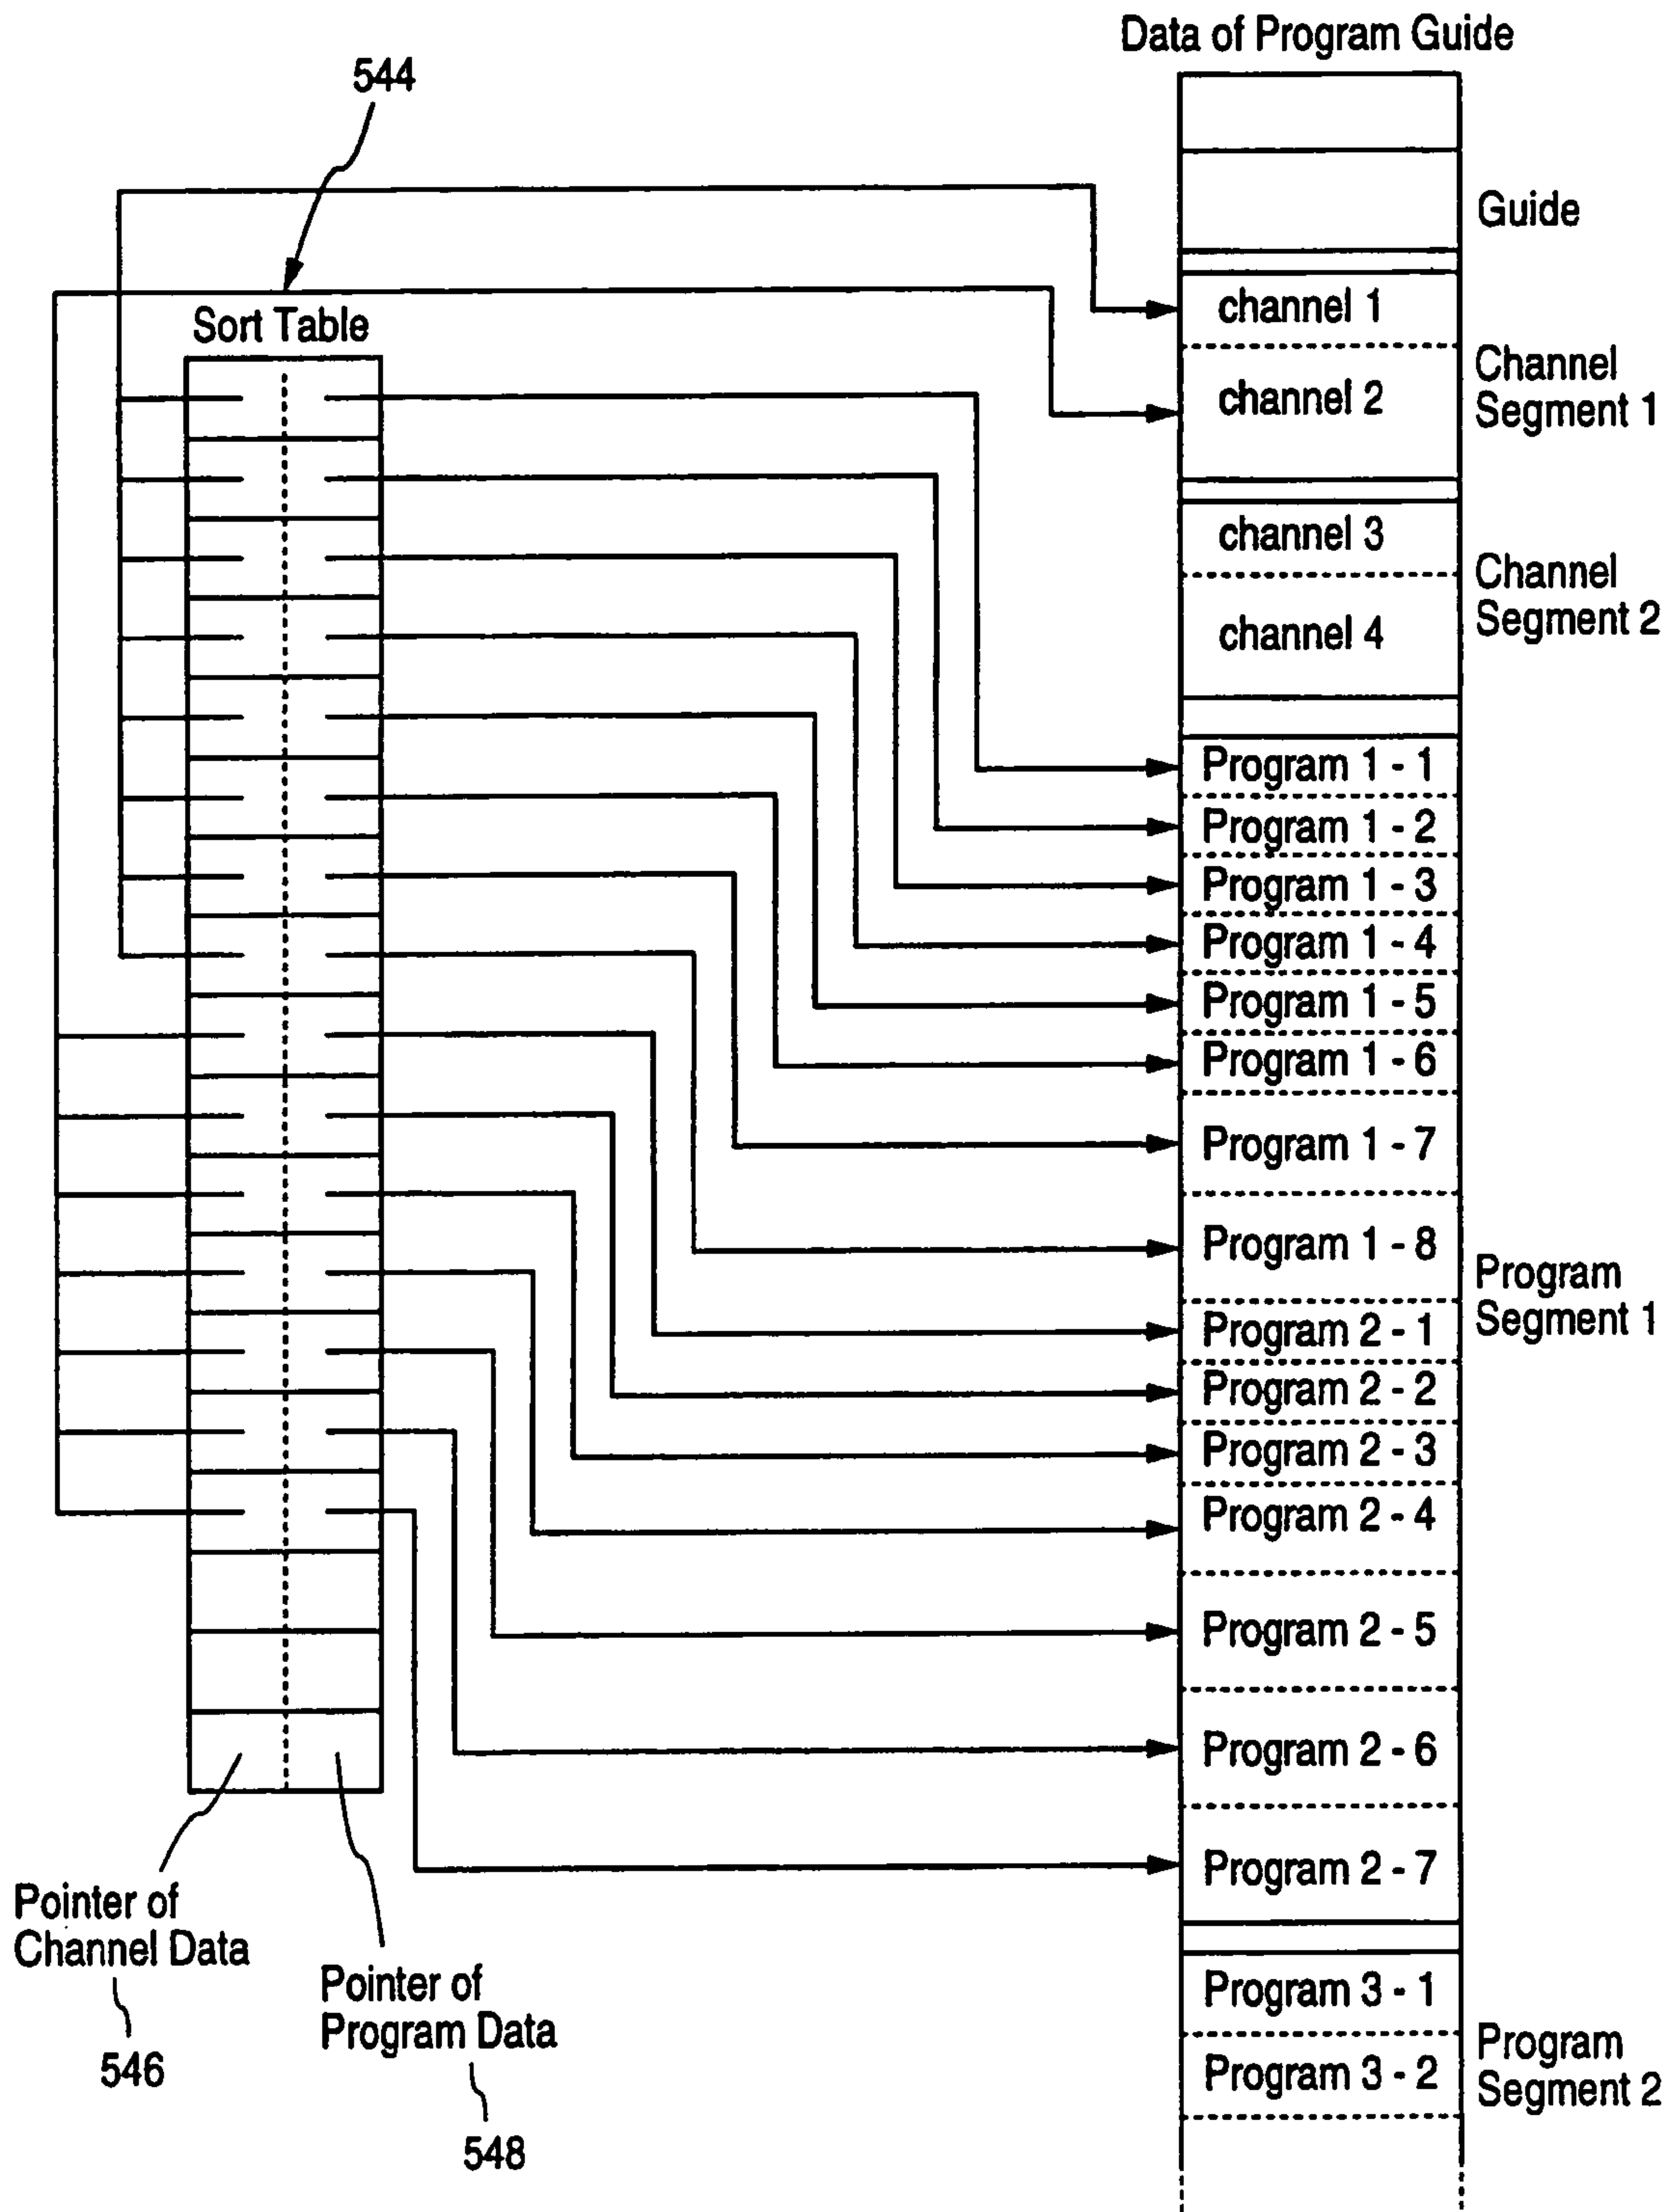 Data of Program Guide
544
Guide
Sort Table
channel 1
channel 2
Channel
Segment 1
channel 3
channel 4
Channel
Segment 2
Program 1 - 1
Program 1 - 2
Program 1 - 3
Program 1 - 4
Program 1 - 5
Program 1 - 6
Program 1 - 7
Program 1 - 8
Program 2 - 1
Program 2 - 2
Program 2 - 3
Program 2 - 4
Program 2 - 5
Program 2 - 6
Program 2 - 7
Program
Segment 1
Pointer of
Channel Data
546
Pointer of
Program Data
548
Program 3 - 1
Program 3 - 2
Program
Segment 2